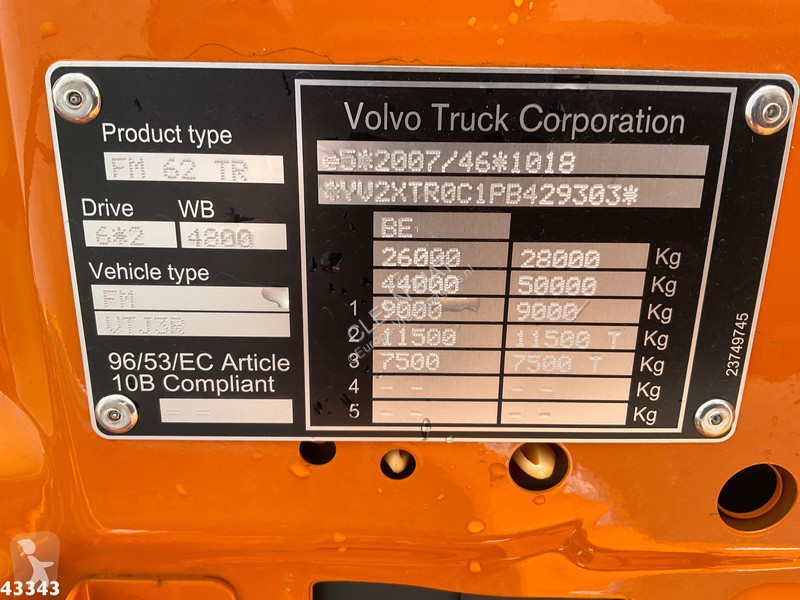 Product type
FM 62 TR
Drive WB
6*2 4800
Vehicle type
FM
VTJ3R
96/53/EC Article
10B Compliant
- -
Volvo Truck Corporation
e5*2007/46*1018
*YV2XTR0C1PB429303*
BE
26000 28000 Kg
44000 50000 Kg
1 9000 9000 Kg
2 11500 11500 T Kg
3 7500 7500 T Kg
4 - - - - Kg
5 - - - - Kg
23749745
43343